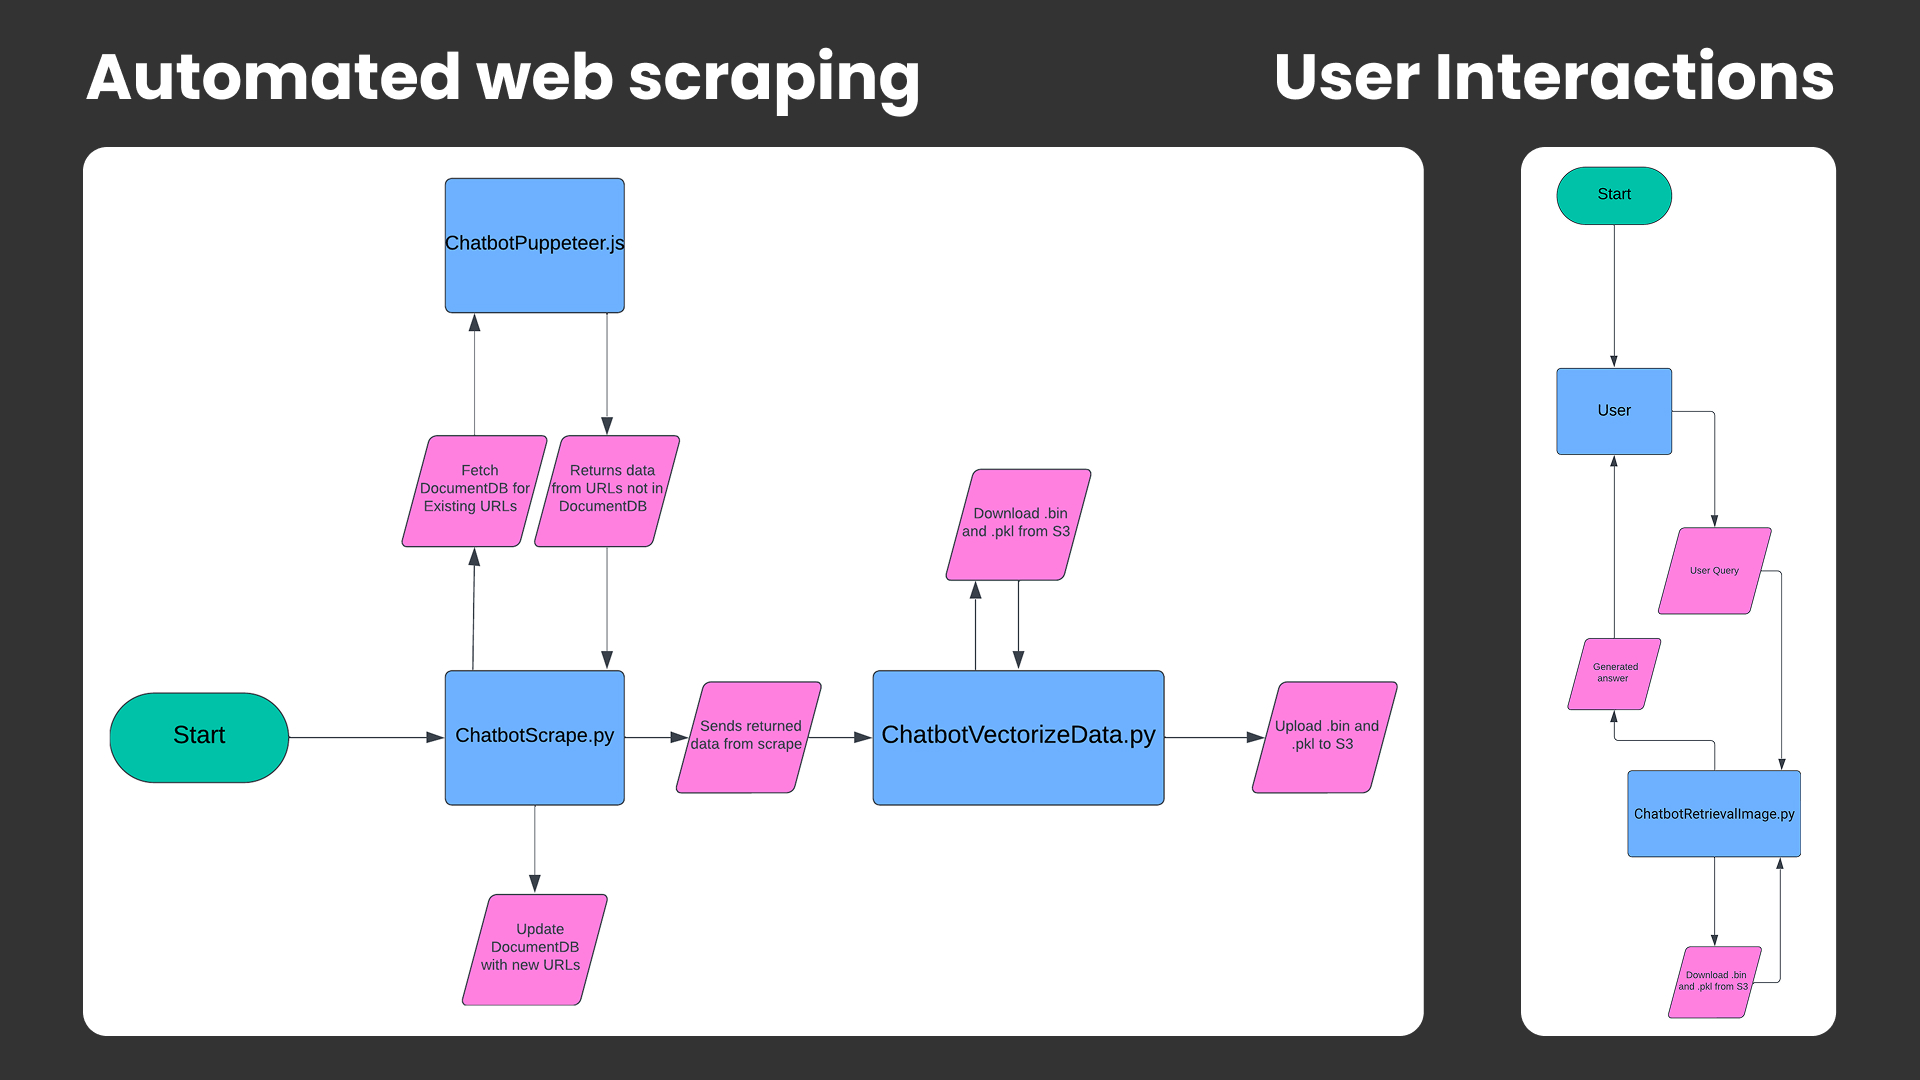 Automated web scraping
User Interactions
ChatbotPuppeteer.js
Fetch
DocumentDB for
Existing URLs
Returns data
from URLs not in
DocumentDB
Download .bin
and .pkl from S3
Start
ChatbotScrape.py
Sends returned
data from scrape
ChatbotVectorizeData.py
Upload .bin and
.pkl to S3
Update
DocumentDB
with new URLs
Start
User
User Query
Generated
answer
ChatbotRetrievalImage.py
Download .bin
and .pkl from S3